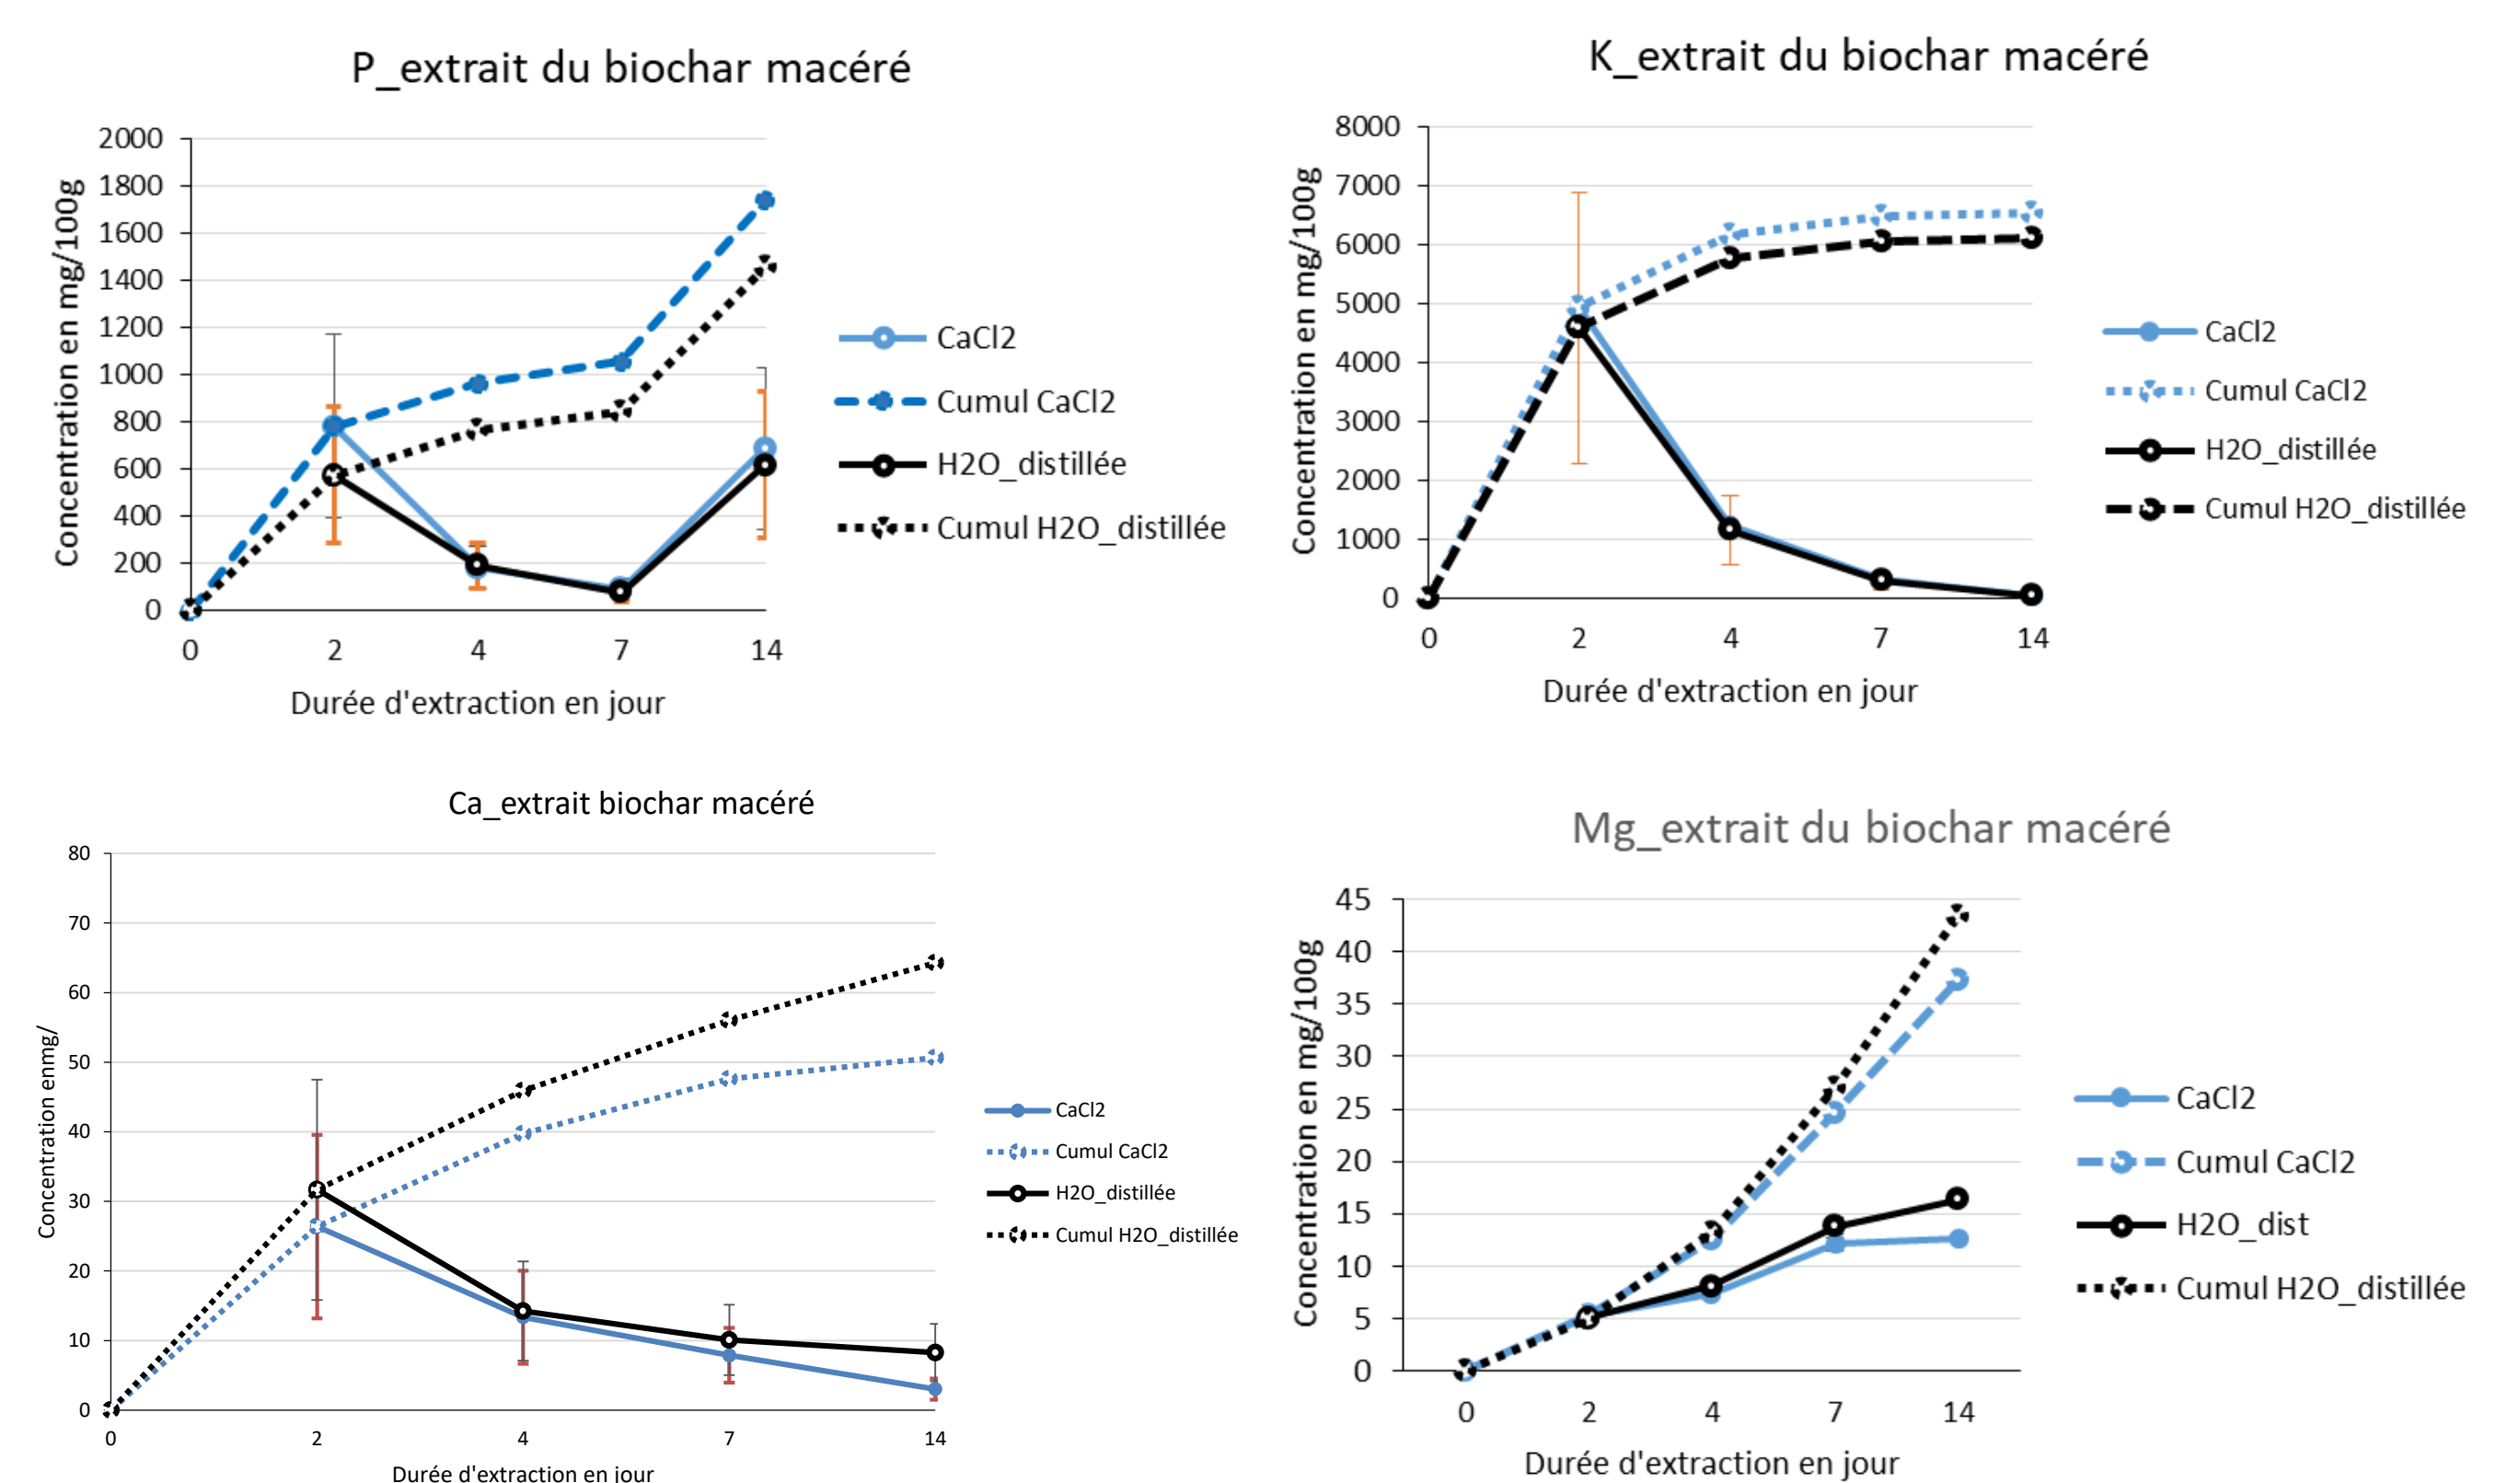 P_extrait du biochar macéré
Concentration en mg/100g
2000
1800
1600
1400
1200
1000
800
600
400
200
0
0 2 4 7 14
Durée d'extraction en jour
CaCl2
Cumul CaCl2
H2O_distillée
Cumul H2O_distillée
K_extrait du biochar macéré
Concentration en mg/100g
8000
7000
6000
5000
4000
3000
2000
1000
0
0 2 4 7 14
Durée d'extraction en jour
CaCl2
Cumul CaCl2
H2O_distillée
Cumul H2O_distillée
Ca_extrait biochar macéré
Concentration enmg/
80
70
60
50
40
30
20
10
0
0 2 4 7 14
Durée d'extraction en jour
CaCl2
Cumul CaCl2
H2O_distillée
Cumul H2O_distillée
Mg_extrait du biochar macéré
Concentration en mg/100g
45
40
35
30
25
20
15
10
5
0
0 2 4 7 14
Durée d'extraction en jour
CaCl2
Cumul CaCl2
H2O_dist
Cumul H2O_distillée